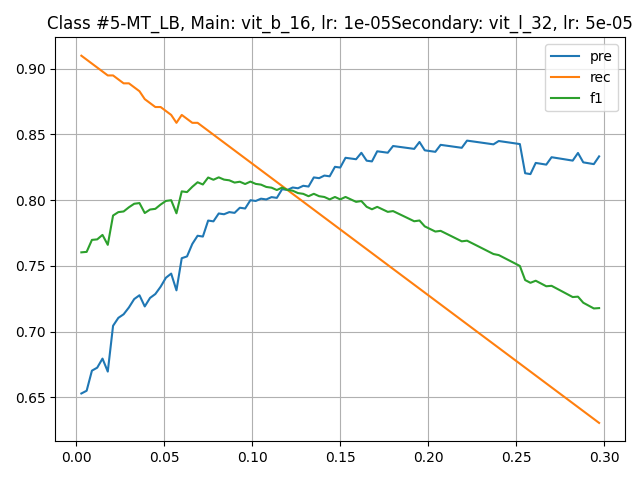 Class #5-MT_LB, Main: vit_b_16, lr: 1e-05Secondary: vit_l_32, lr: 5e-05
pre
rec
f1
0.90
0.85
0.80
0.75
0.70
0.65
0.00 0.05 0.10 0.15 0.20 0.25 0.30